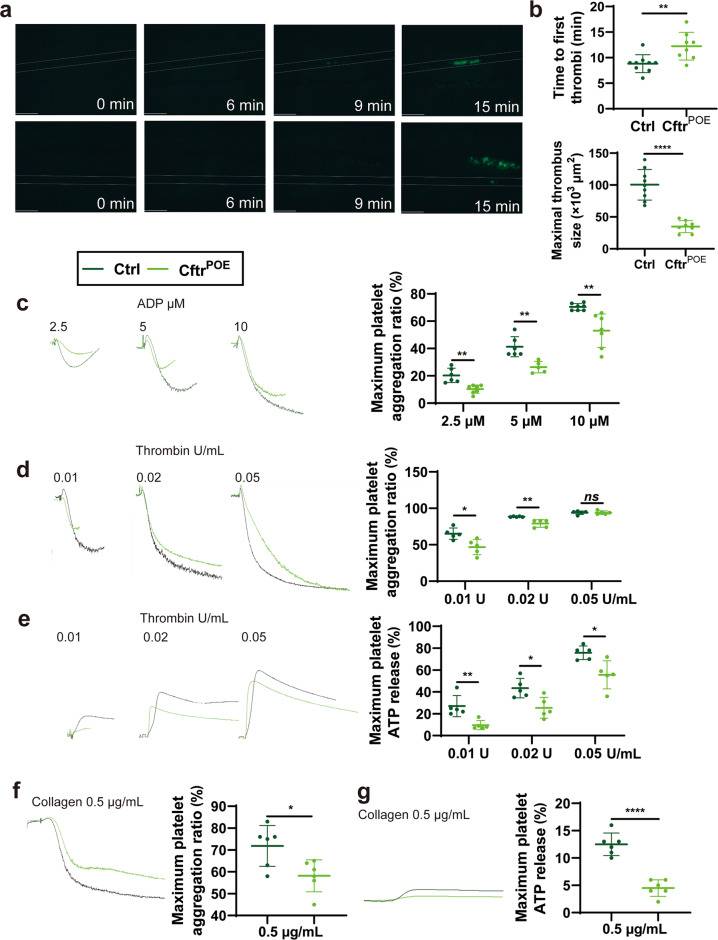 a
0 min
6 min
9 min
15 min
0 min
6 min
9 min
15 min
b
Time to first
thrombi (min)
20
15
10
5
0
**
Ctrl
Cftr^POE
Maximal thrombus
size (×10³ µm²)
150
100
50
0
****
Ctrl
Cftr^POE
Ctrl
Cftr^POE
c
ADP µM
2.5
5
10
Maximum platelet
aggregation ratio (%)
80
60
40
20
0
**
**
**
2.5 µM
5 µM
10 µM
d
Thrombin U/mL
0.01
0.02
0.05
Maximum platelet
aggregation ratio (%)
150
100
50
0
*
**
ns
0.01 U
0.02 U
0.05 U/mL
e
Thrombin U/mL
0.01
0.02
0.05
Maximum platelet
ATP release (%)
100
80
60
40
20
0
**
*
*
0.01 U
0.02 U
0.05 U/mL
f
Collagen 0.5 µg/mL
Maximum platelet
aggregation ratio (%)
90
80
70
60
50
40
*
0.5 µg/mL
g
Collagen 0.5 µg/mL
Maximum platelet
ATP release (%)
20
15
10
5
0
****
0.5 µg/mL